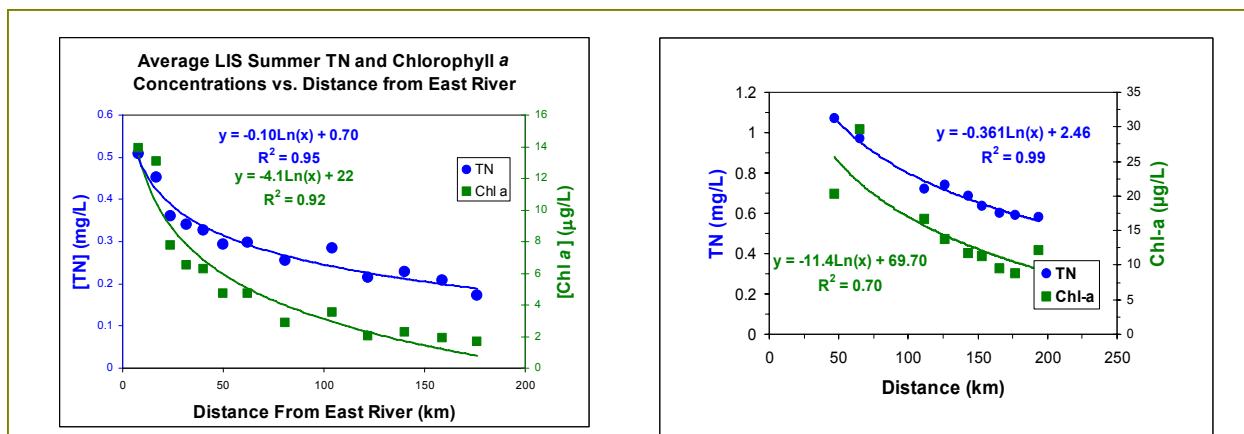 Average LIS Summer TN and Chlorophyll a
Concentrations vs. Distance from East River
[TN] (mg/L)
0.6
0.5
0.4
0.3
0.2
0.1
0
y = -0.10Ln(x) + 0.70
R2 = 0.95
y = -4.1Ln(x) + 22
R2 = 0.92
TN
Chl a
16
14
12
10
8
6
4
2
0
[Chl a] (µg/L)
0
50
100
150
200
Distance From East River (km)
TN (mg/L)
1.2
1
0.8
0.6
0.4
0.2
0
y = -0.361Ln(x) + 2.46
R2 = 0.99
y = -11.4Ln(x) + 69.70
R2 = 0.70
TN
Chl-a
35
30
25
20
15
10
5
0
Chl-a (µg/L)
0
50
100
150
200
250
Distance (km)